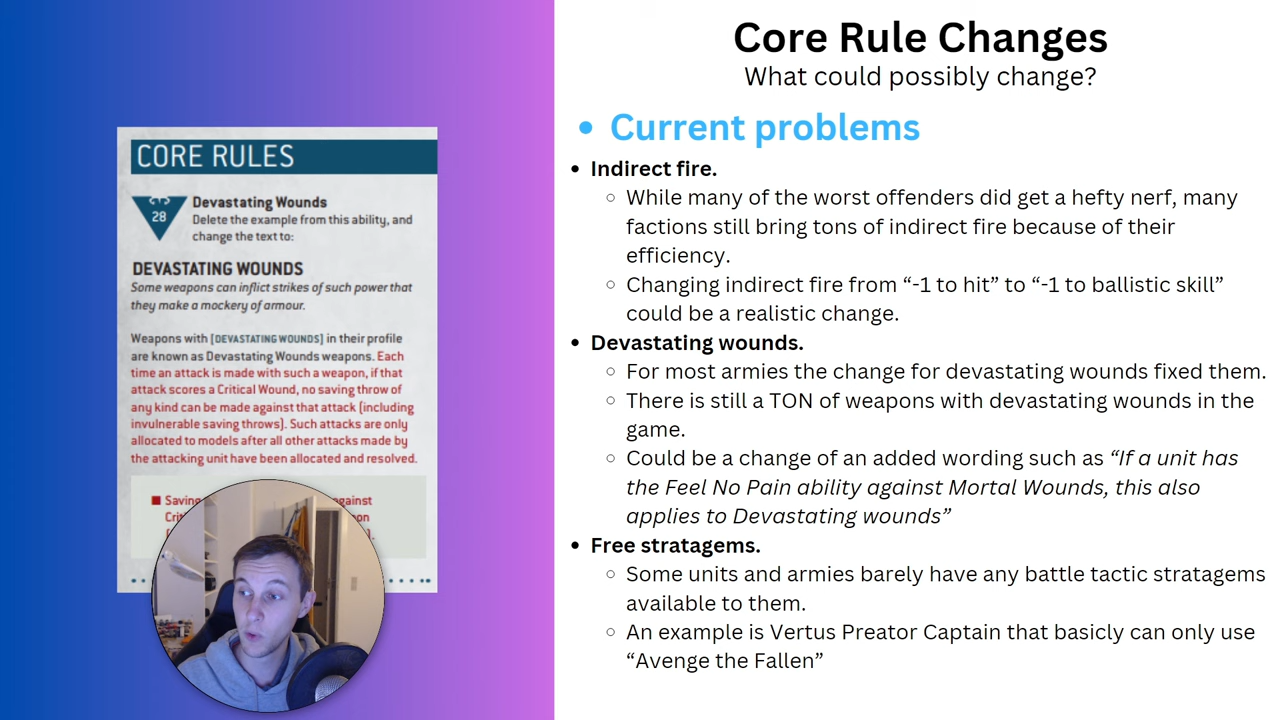 Core Rule Changes
What could possibly change?
Current problems
Indirect fire.
While many of the worst offenders did get a hefty nerf, many
factions still bring tons of indirect fire because of their
efficiency.
Changing indirect fire from “-1 to hit” to “-1 to ballistic skill”
could be a realistic change.
Devastating wounds.
For most armies the change for devastating wounds fixed them.
There is still a TON of weapons with devastating wounds in the
game.
Could be a change of an added wording such as “If a unit has
the Feel No Pain ability against Mortal Wounds, this also
applies to Devastating wounds”
Free stratagems.
Some units and armies barely have any battle tactic stratagems
available to them.
An example is Vertus Preator Captain that basicly can only use
“Avenge the Fallen”
CORE RULES
28
Devastating Wounds
Delete the example from this ability, and
change the text to:
DEVASTATING WOUNDS
Some weapons can inflict strikes of such power that
they make a mockery of armour.
Weapons with [DEVASTATING WOUNDS] in their profile
are known as Devastating Wounds weapons. Each
time an attack is made with such a weapon, if that
attack scores a Critical Wound, no saving throw of
any kind can be made against that attack (including
invulnerable saving throws). Such attacks are only
allocated to models after all other attacks made by
the attacking unit have been allocated and resolved.